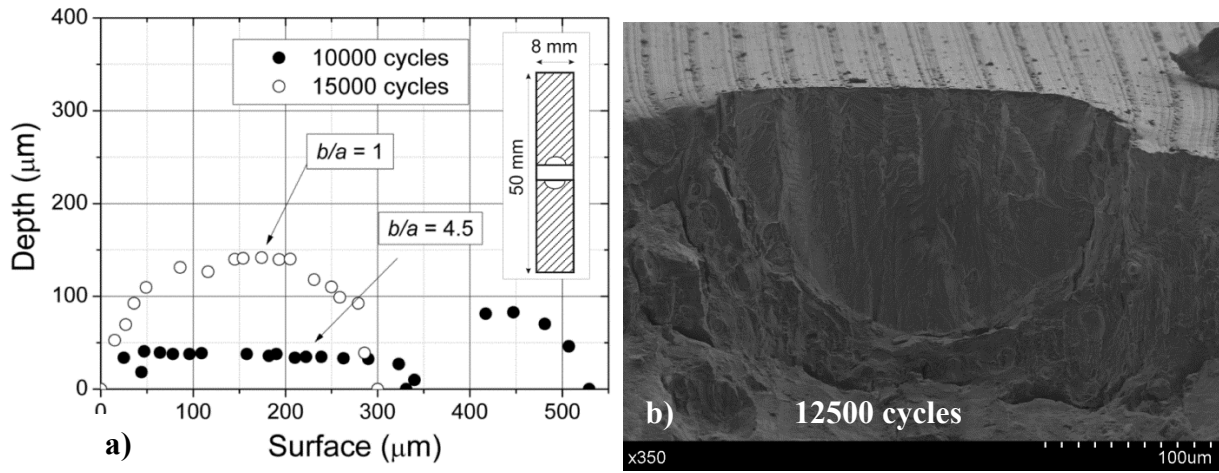 400
300
200
100
0
Depth (μm)
10000 cycles
15000 cycles
b/a = 1
b/a = 4.5
8 mm
50 mm
0 100 200 300 400 500
Surface (μm)
a)
b)
12500 cycles
x350
100um